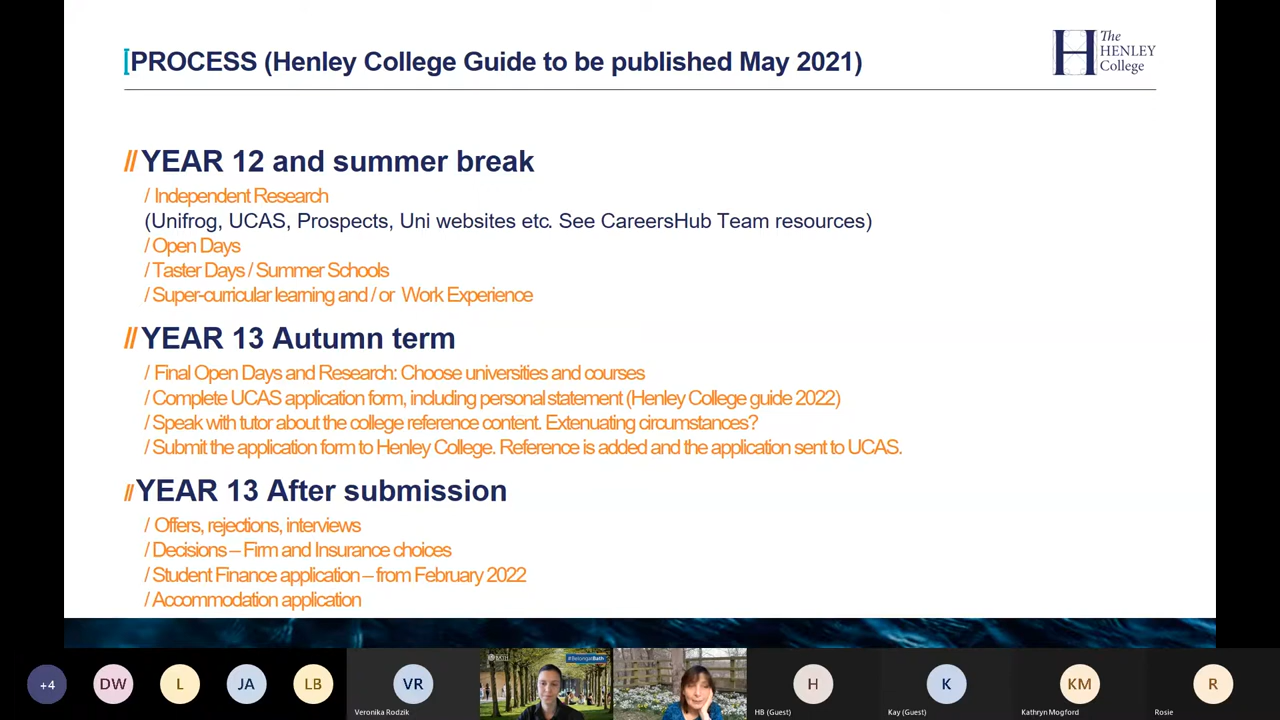 PROCESS (Henley College Guide to be published May 2021)
The
HENLEY
College
// YEAR 12 and summer break
/ Independent Research
(Unifrog, UCAS, Prospects, Uni websites etc. See CareersHub Team resources)
/ Open Days
/ Taster Days / Summer Schools
/ Super-curricular learning and / or Work Experience
// YEAR 13 Autumn term
/ Final Open Days and Research: Choose universities and courses
/ Complete UCAS application form, including personal statement (Henley College guide 2022)
/ Speak with tutor about the college reference content. Extenuating circumstances?
/ Submit the application form to Henley College. Reference is added and the application sent to UCAS.
// YEAR 13 After submission
/ Offers, rejections, interviews
/ Decisions – Firm and Insurance choices
/ Student Finance application – from February 2022
/ Accommodation application
BATH
#BelongatBath
+4
DW
L
JA
LB
VR
H
K
KM
R
Veronika Rodzik
HB (Guest)
Kay (Guest)
Kathryn Mogford
Rosie